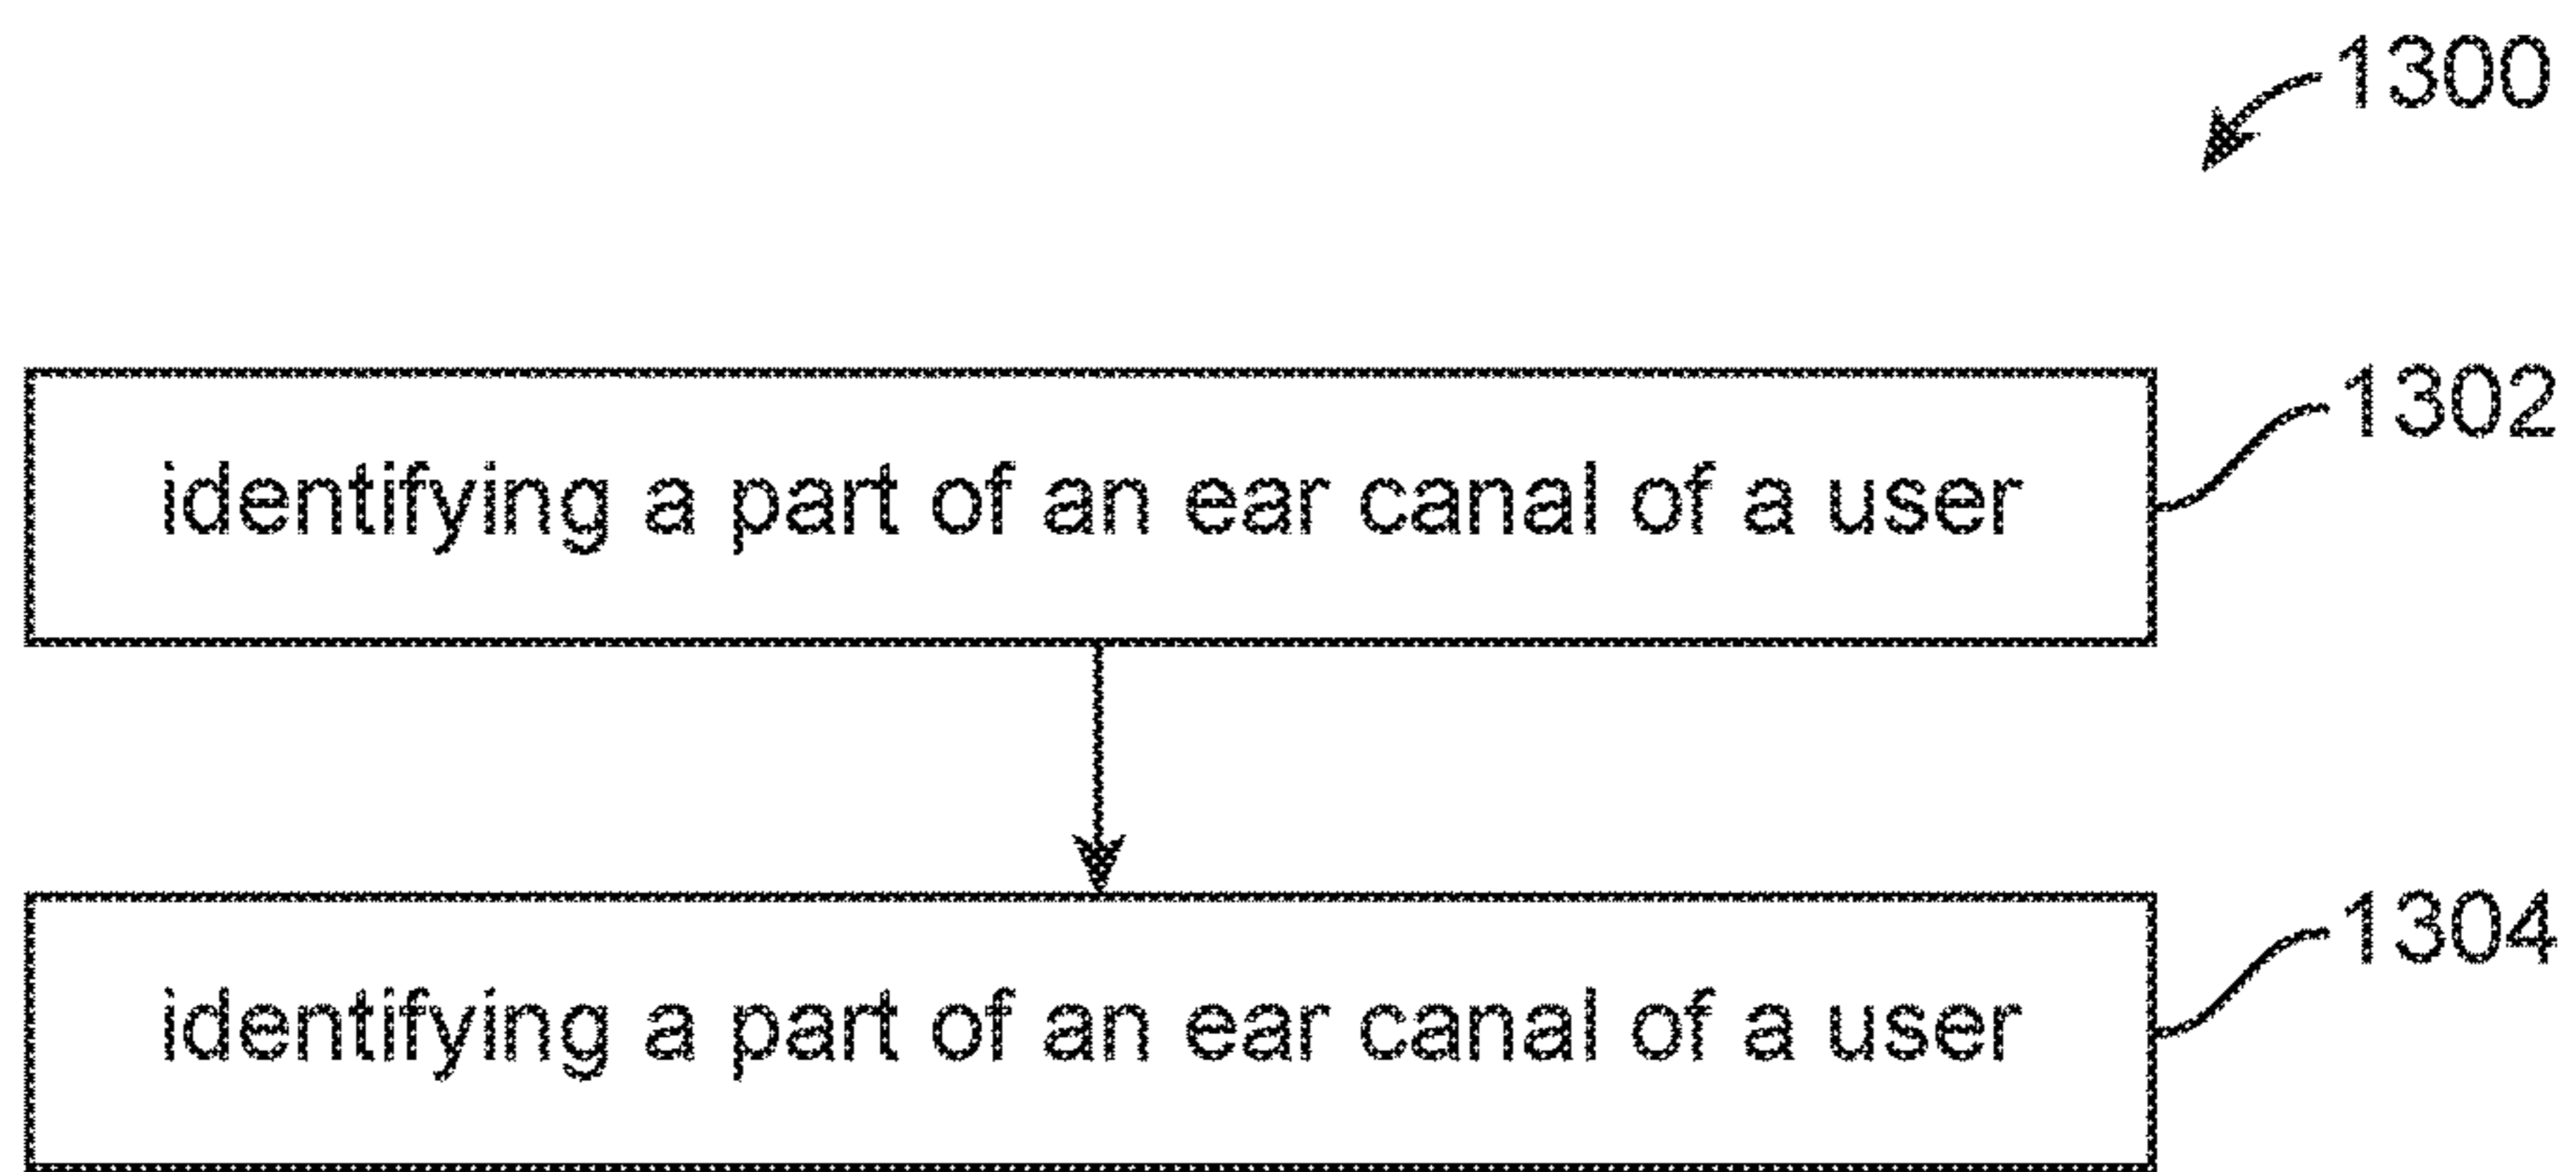 1300
identifying a part of an ear canal of a user
1302
identifying a part of an ear canal of a user
1304